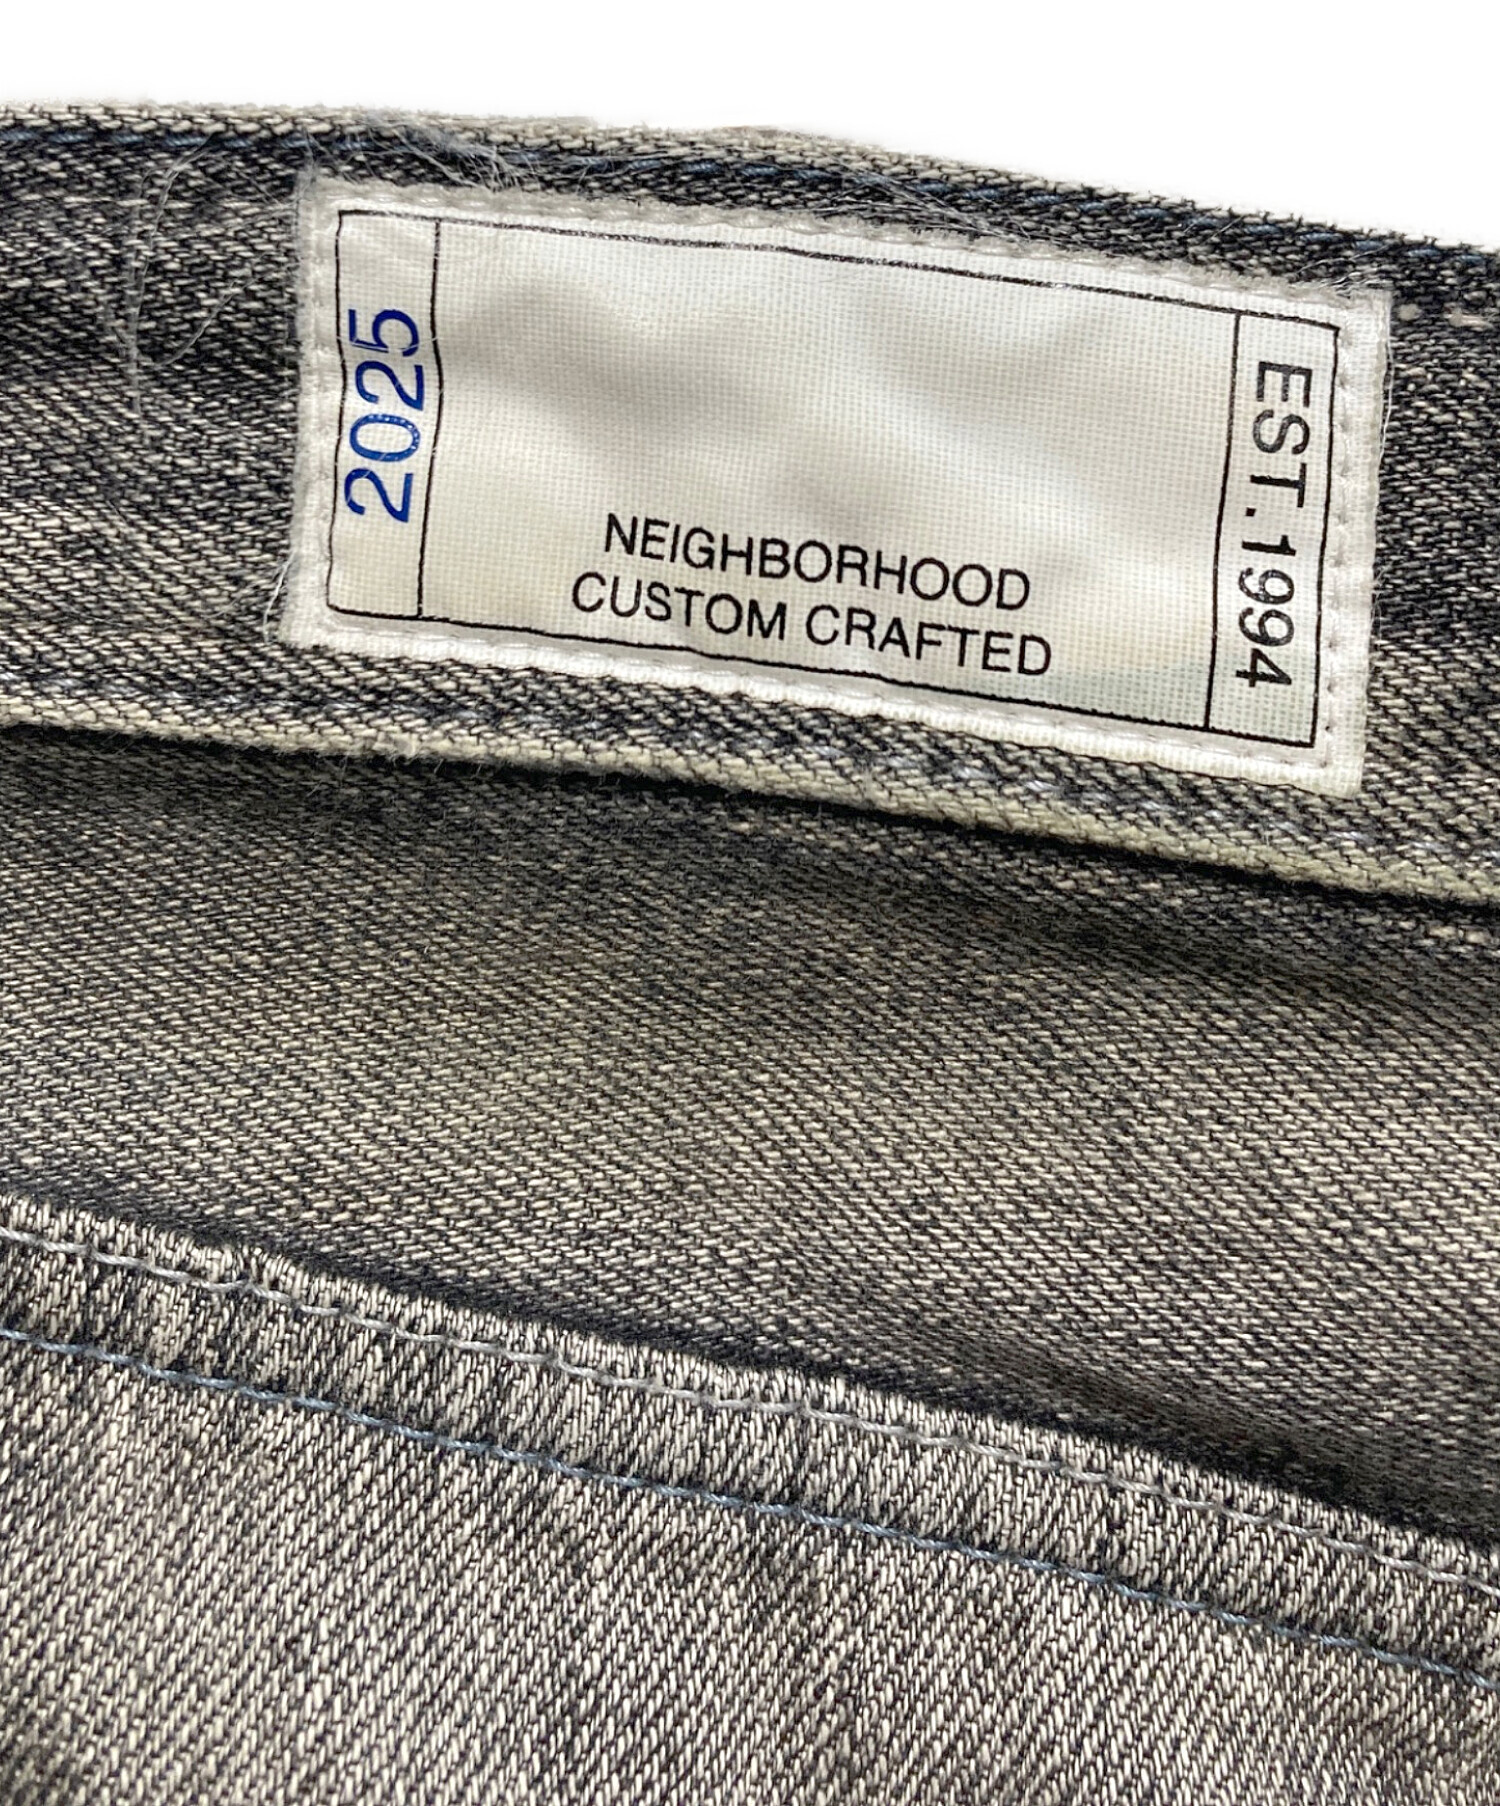 2025
NEIGHBORHOOD
CUSTOM CRAFTED
EST.1994